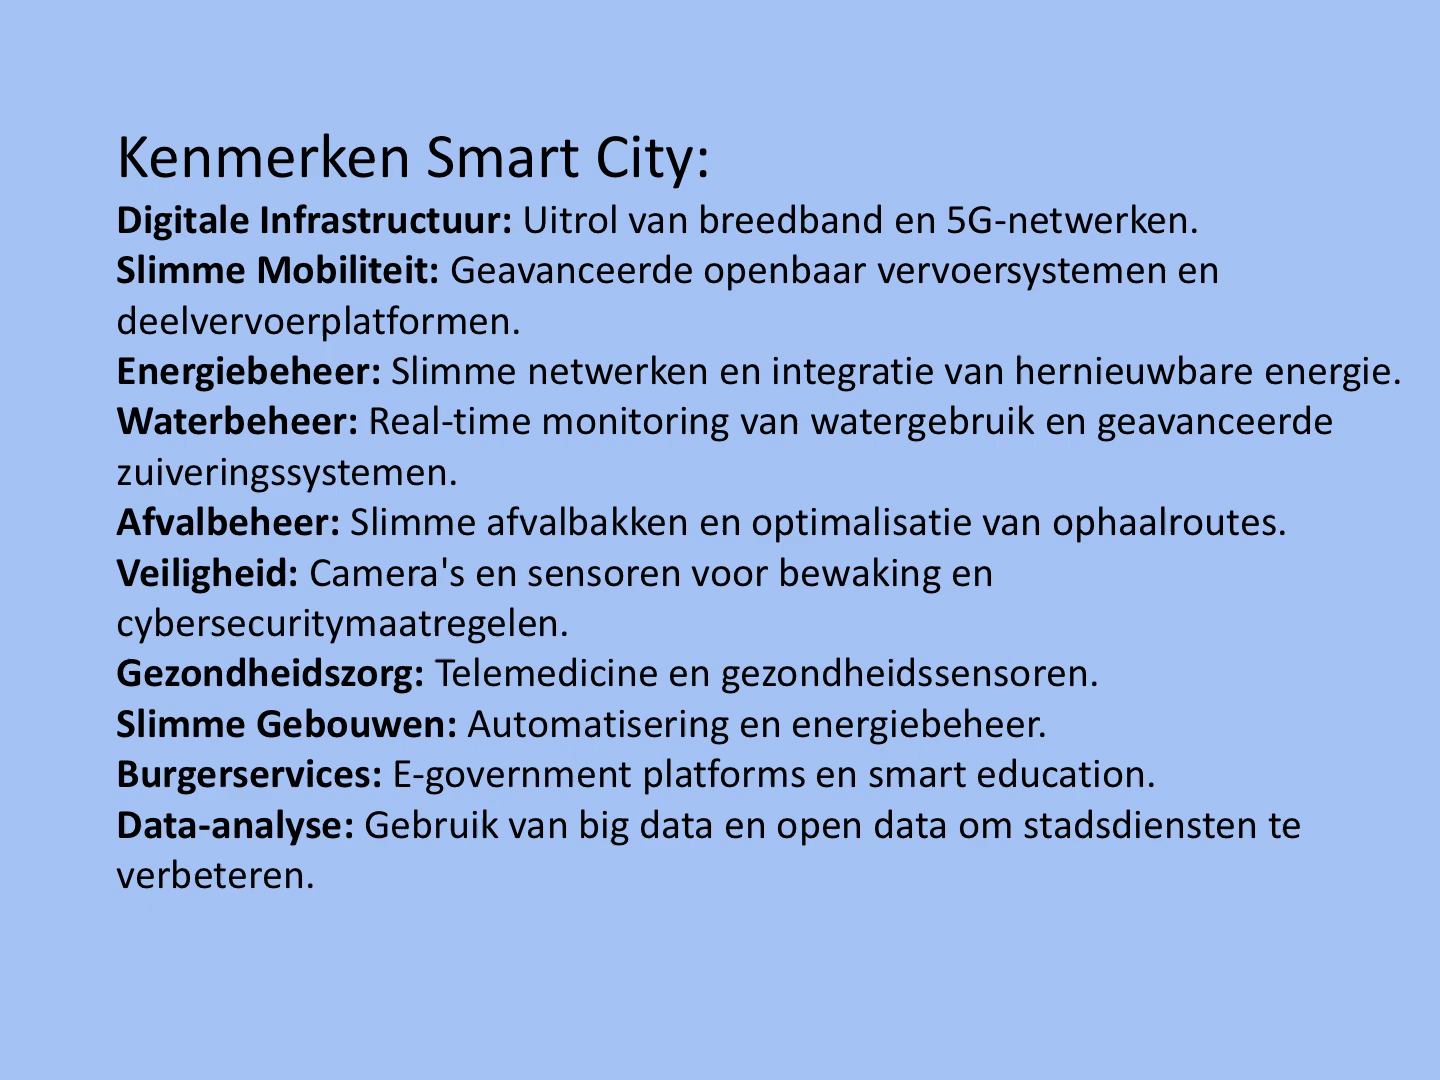 Kenmerken Smart City:
Digitale Infrastructuur: Uitrol van breedband en 5G-netwerken.
Slimme Mobiliteit: Geavanceerde openbaar vervoersystemen en
deelvervoerplatformen.
Energiebeheer: Slimme netwerken en integratie van hernieuwbare energie.
Waterbeheer: Real-time monitoring van watergebruik en geavanceerde
zuiveringssystemen.
Afvalbeheer: Slimme afvalbakken en optimalisatie van ophaalroutes.
Veiligheid: Camera's en sensoren voor bewaking en
cybersecuritymaatregelen.
Gezondheidszorg: Telemedicine en gezondheidssensoren.
Slimme Gebouwen: Automatisering en energiebeheer.
Burgerservices: E-government platforms en smart education.
Data-analyse: Gebruik van big data en open data om stadsdiensten te
verbeteren.